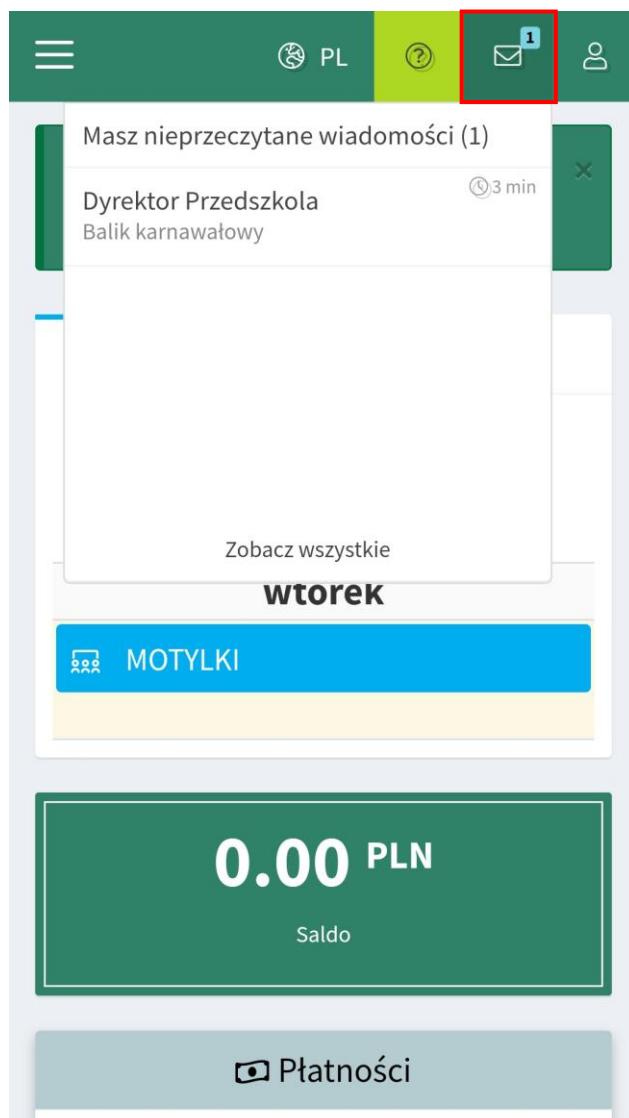 PL
1
Masz nieprzeczytane wiadomości (1)
Dyrektor Przedszkola
3 min
Balik karnawałowy
Zobacz wszystkie
wtorek
MOTYLKI
0.00 PLN
Saldo
Płatności